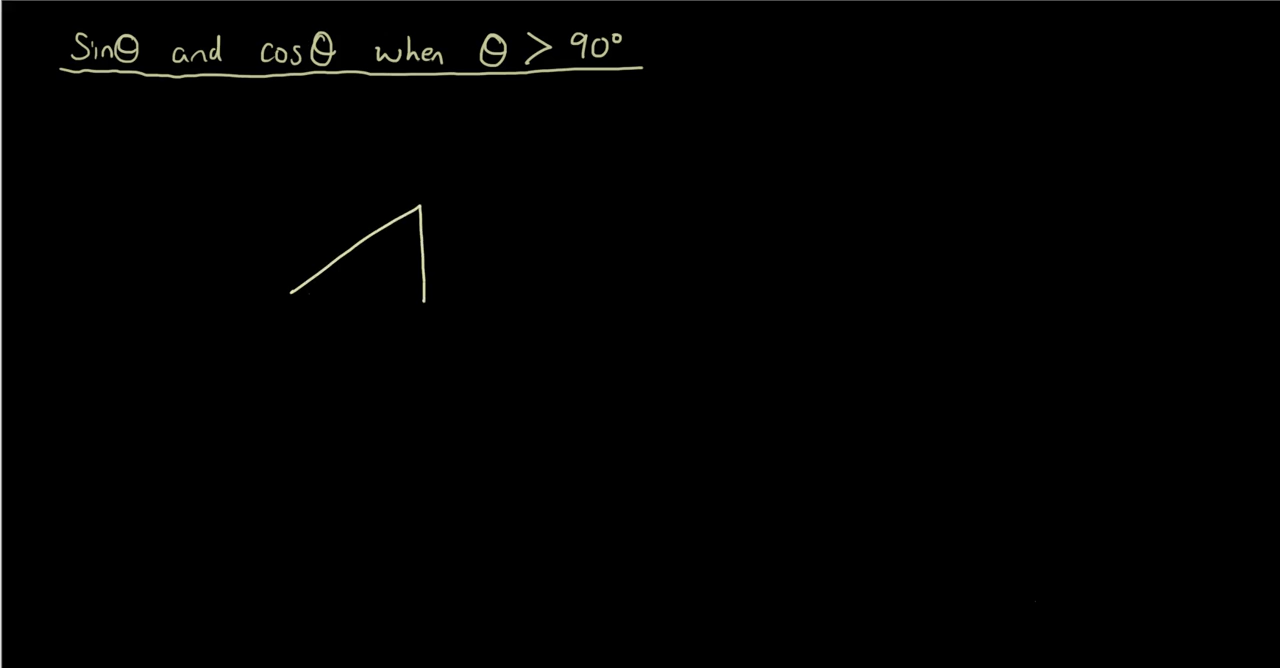 Sinθ and cosθ when θ > 90°